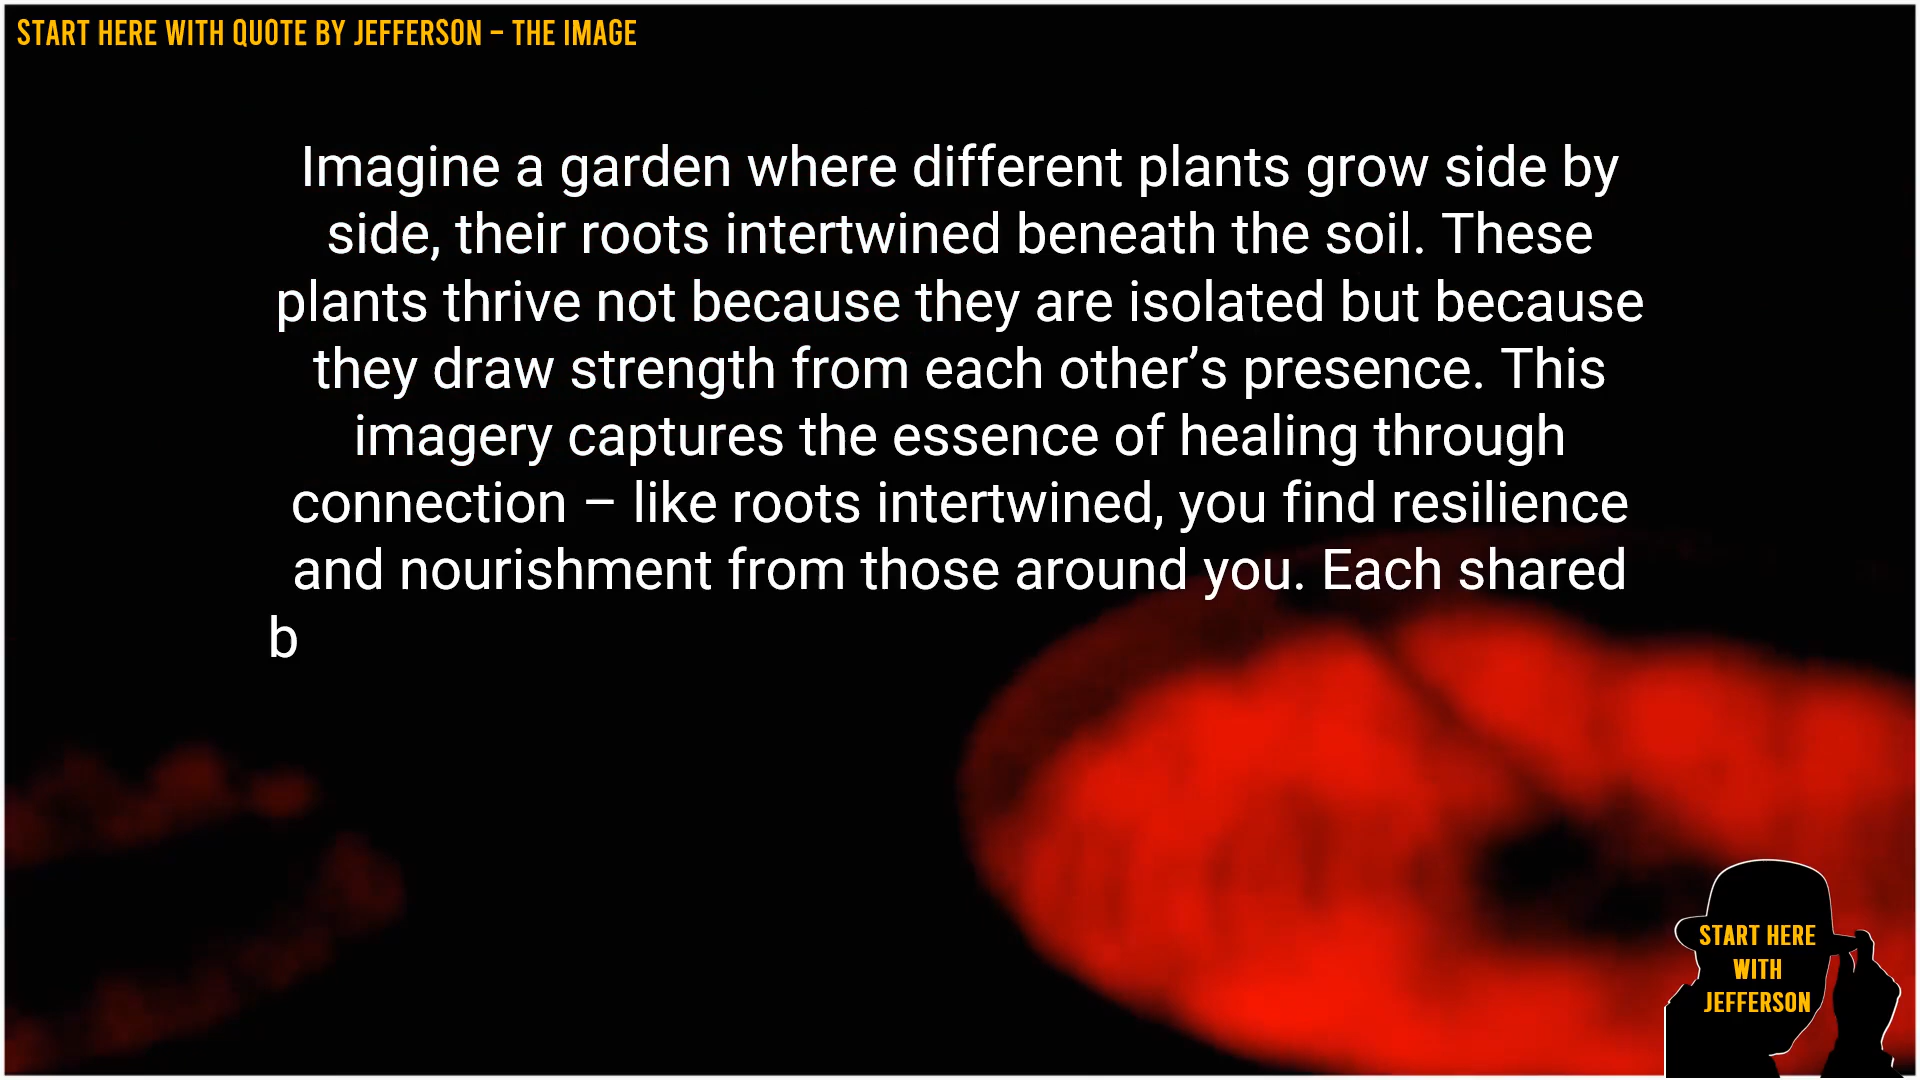 START HERE WITH QUOTE BY JEFFERSON – THE IMAGE
Imagine a garden where different plants grow side by
side, their roots intertwined beneath the soil. These
plants thrive not because they are isolated but because
they draw strength from each other’s presence. This
imagery captures the essence of healing through
connection – like roots intertwined, you find resilience
and nourishment from those around you. Each shared
b
START HERE
WITH
JEFFERSON